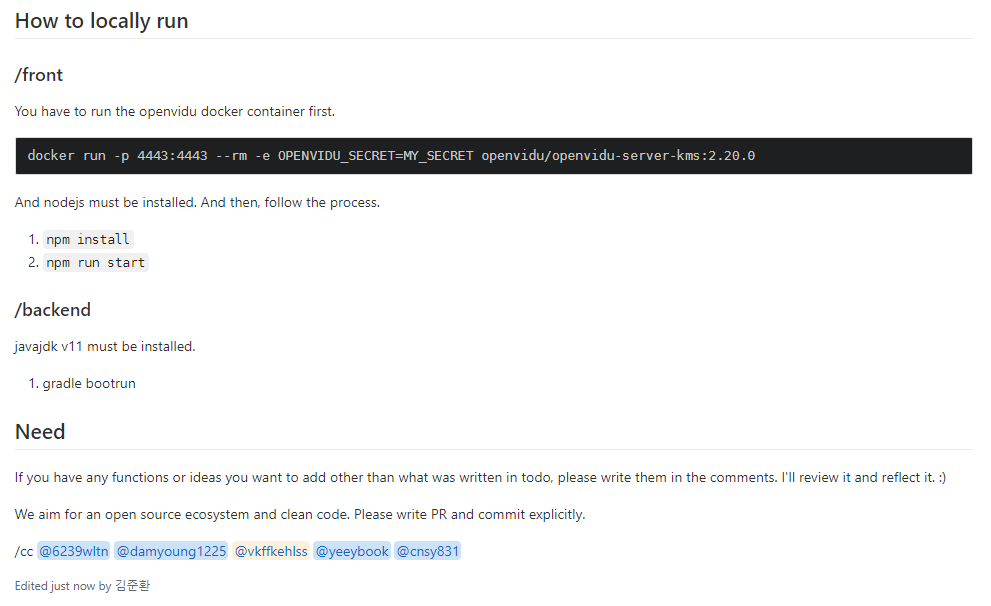 How to locally run
/front
You have to run the openvidu docker container first.
docker run -p 4443:4443 --rm -e OPENVIDU_SECRET=MY_SECRET openvidu/openvidu-server-kms:2.20.0
And nodejs must be installed. And then, follow the process.
1. npm install
2. npm run start
/backend
javajdk v11 must be installed.
1. gradle bootrun
Need
If you have any functions or ideas you want to add other than what was written in todo, please write them in the comments. I'll review it and reflect it. :)
We aim for an open source ecosystem and clean code. Please write PR and commit explicitly.
/cc @6239wltn @damyoung1225 @vkffkehlss @yeeybook @cnsy831
Edited just now by 김준환